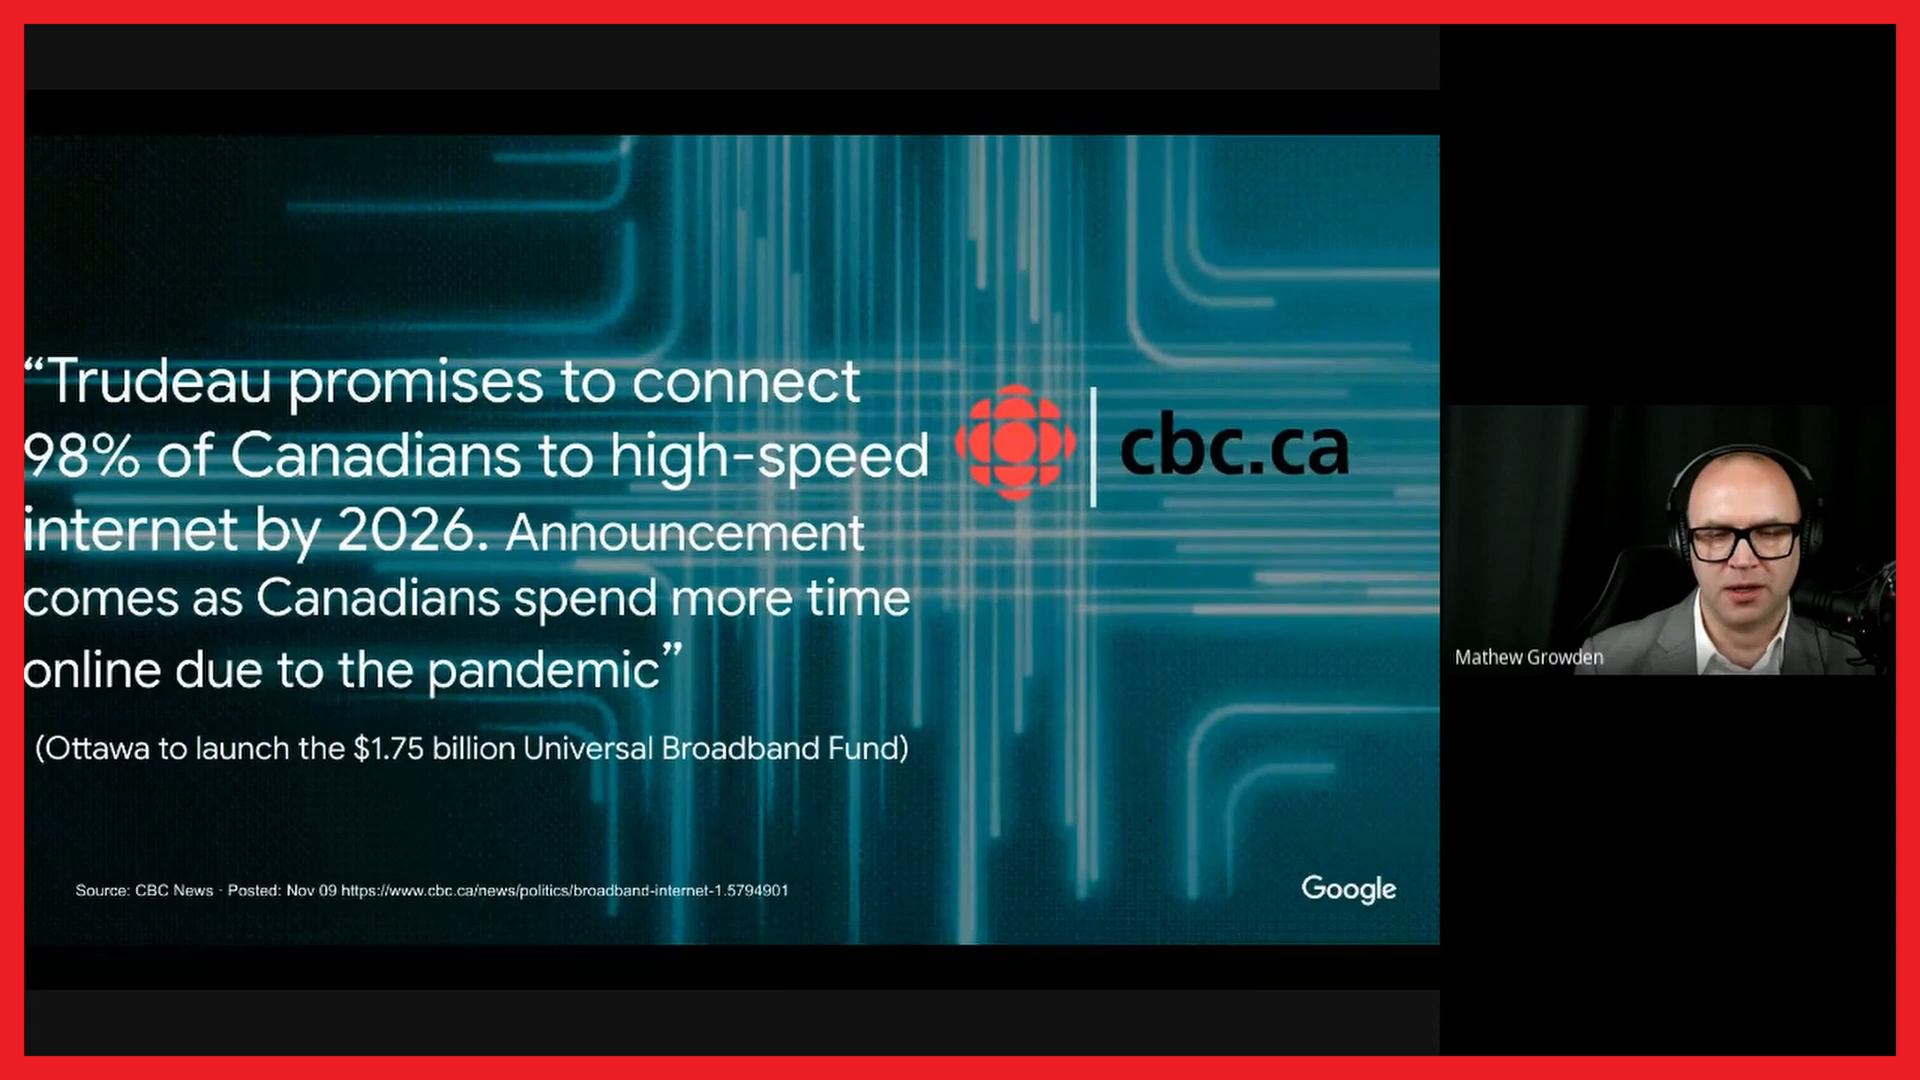 “Trudeau promises to connect
98% of Canadians to high-speed
internet by 2026. Announcement
comes as Canadians spend more time
online due to the pandemic”
(Ottawa to launch the $1.75 billion Universal Broadband Fund)
cbc.ca
Source: CBC News · Posted: Nov 09 https://www.cbc.ca/news/politics/broadband-internet-1.5794901
Google
Mathew Growden